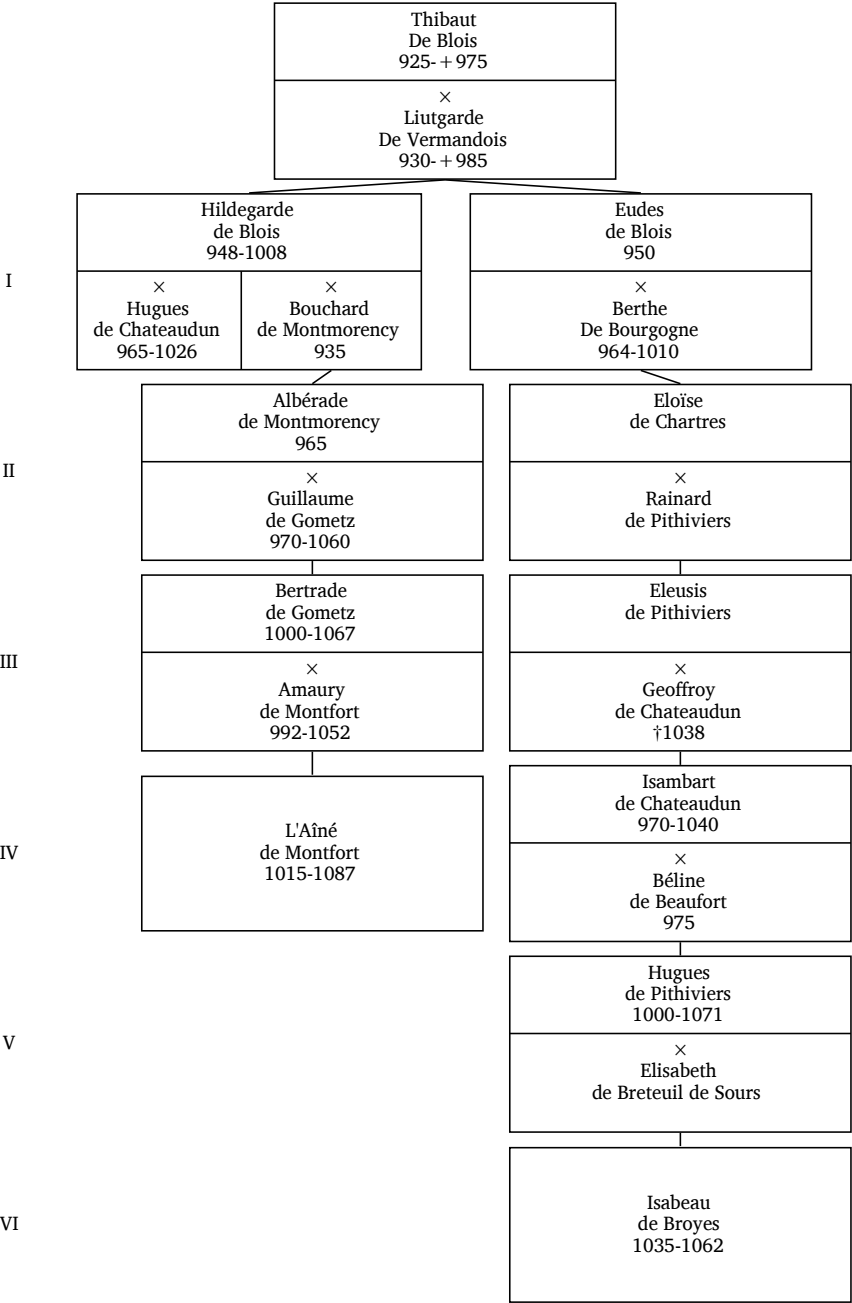 Thibaut
De Blois
925-+975
×
Liutgarde
De Vermandois
930-+985
I
Hildegarde
de Blois
948-1008
×
Hugues
de Chateaudun
965-1026
×
Bouchard
de Montmorency
935
Eudes
de Blois
950
×
Berthe
De Bourgogne
964-1010
II
Albérade
de Montmorency
965
×
Guillaume
de Gometz
970-1060
Eloïse
de Chartres
×
Rainard
de Pithiviers
III
Bertrade
de Gometz
1000-1067
×
Amaury
de Montfort
992-1052
Eleusis
de Pithiviers
×
Geoffroy
de Chateaudun
†1038
IV
L'Aîné
de Montfort
1015-1087
Isambart
de Chateaudun
970-1040
×
Béline
de Beaufort
975
V
Hugues
de Pithiviers
1000-1071
×
Elisabeth
de Breteuil de Sours
VI
Isabeau
de Broyes
1035-1062